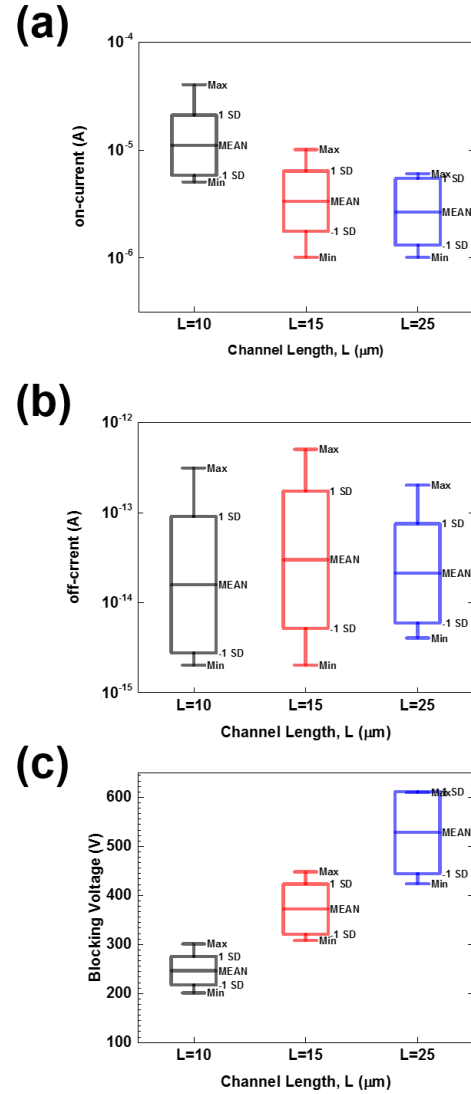 (a)
10-4
on-current (A)
10-5
10-6
Max
1 SD
MEAN
-1 SD
Min
Max
1 SD
MEAN
-1 SD
Min
Max
1 SD
MEAN
-1 SD
Min
L=10 L=15 L=25
Channel Length, L (μm)
(b)
10-12
off-crrent (A)
10-13
10-14
10-15
Max
1 SD
MEAN
-1 SD
Min
Max
1 SD
MEAN
-1 SD
Min
Max
1 SD
MEAN
-1 SD
Min
L=10 L=15 L=25
Channel Length, L (μm)
(c)
600
500
400
300
200
100
Blocking Voltage (V)
Max
1 SD
MEAN
-1 SD
Min
Max
1 SD
MEAN
-1 SD
Min
Max
1 SD
MEAN
-1 SD
Min
L=10 L=15 L=25
Channel Length, L (μm)